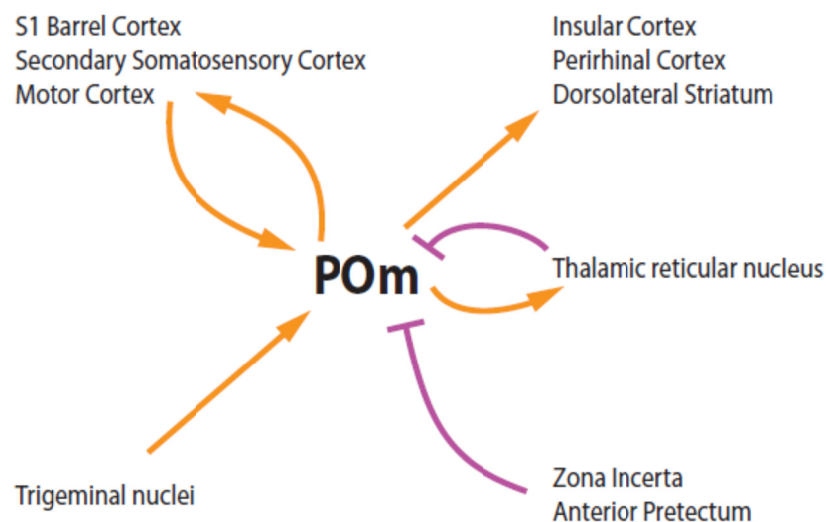 S1 Barrel Cortex
Secondary Somatosensory Cortex
Motor Cortex
Insular Cortex
Perirhinal Cortex
Dorsolateral Striatum
POm
Thalamic reticular nucleus
Trigeminal nuclei
Zona Incerta
Anterior Pretectum